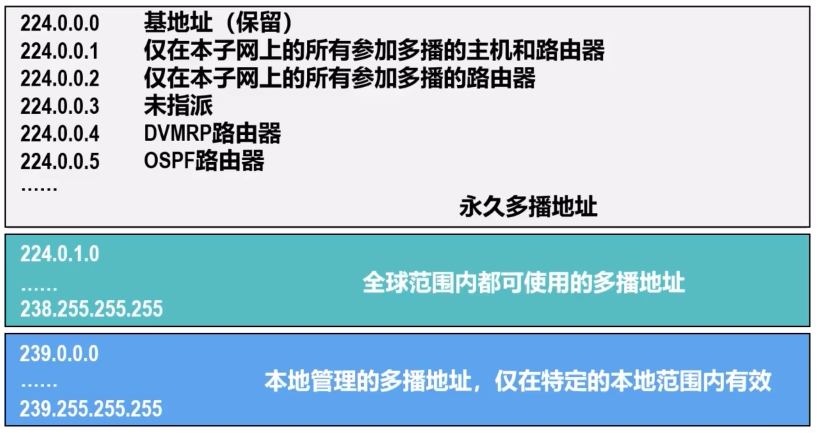 224.0.0.0 基地址（保留）
224.0.0.1 仅在本子网上的所有参加多播的主机和路由器
224.0.0.2 仅在本子网上的所有参加多播的路由器
224.0.0.3 未指派
224.0.0.4 DVMRP路由器
224.0.0.5 OSPF路由器
……
永久多播地址
224.0.1.0
……
全球范围内都可使用的多播地址
238.255.255.255
239.0.0.0
……
本地管理的多播地址，仅在特定的本地范围内有效
239.255.255.255